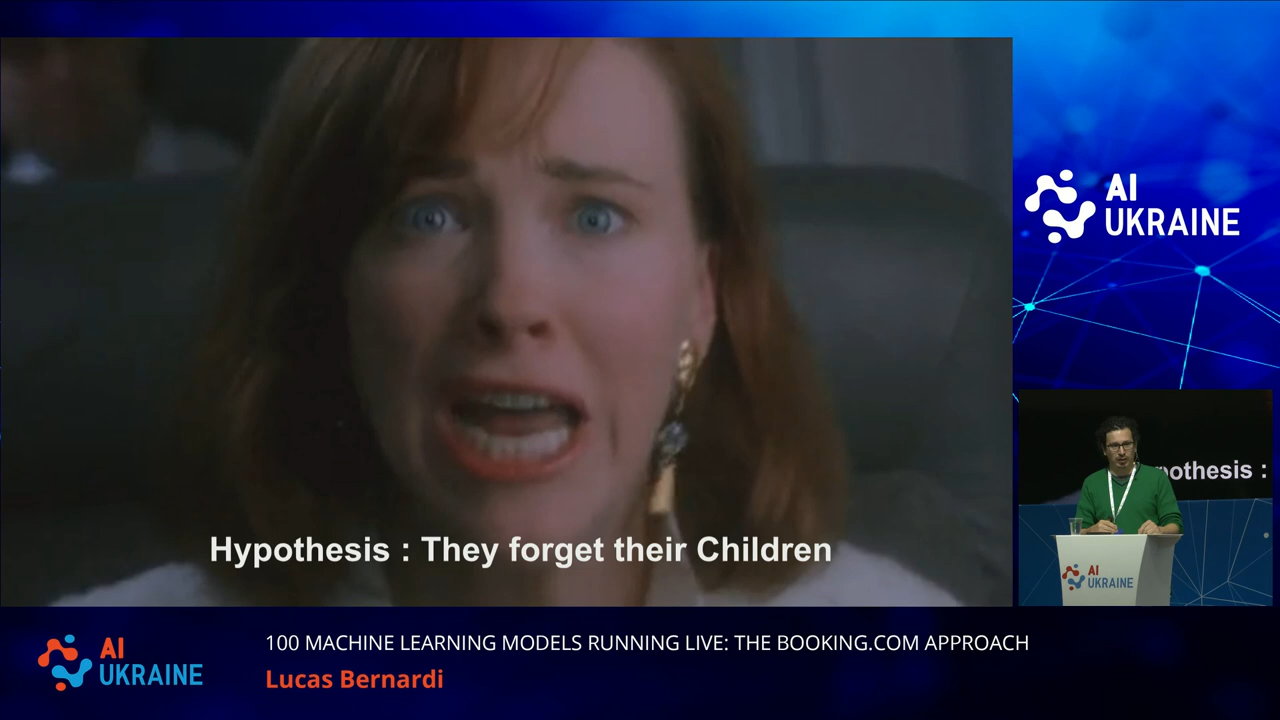 Hypothesis : They forget their Children
AI
UKRAINE
pothesis :
AI
UKRAINE
AI
UKRAINE
100 MACHINE LEARNING MODELS RUNNING LIVE: THE BOOKING.COM APPROACH
Lucas Bernardi